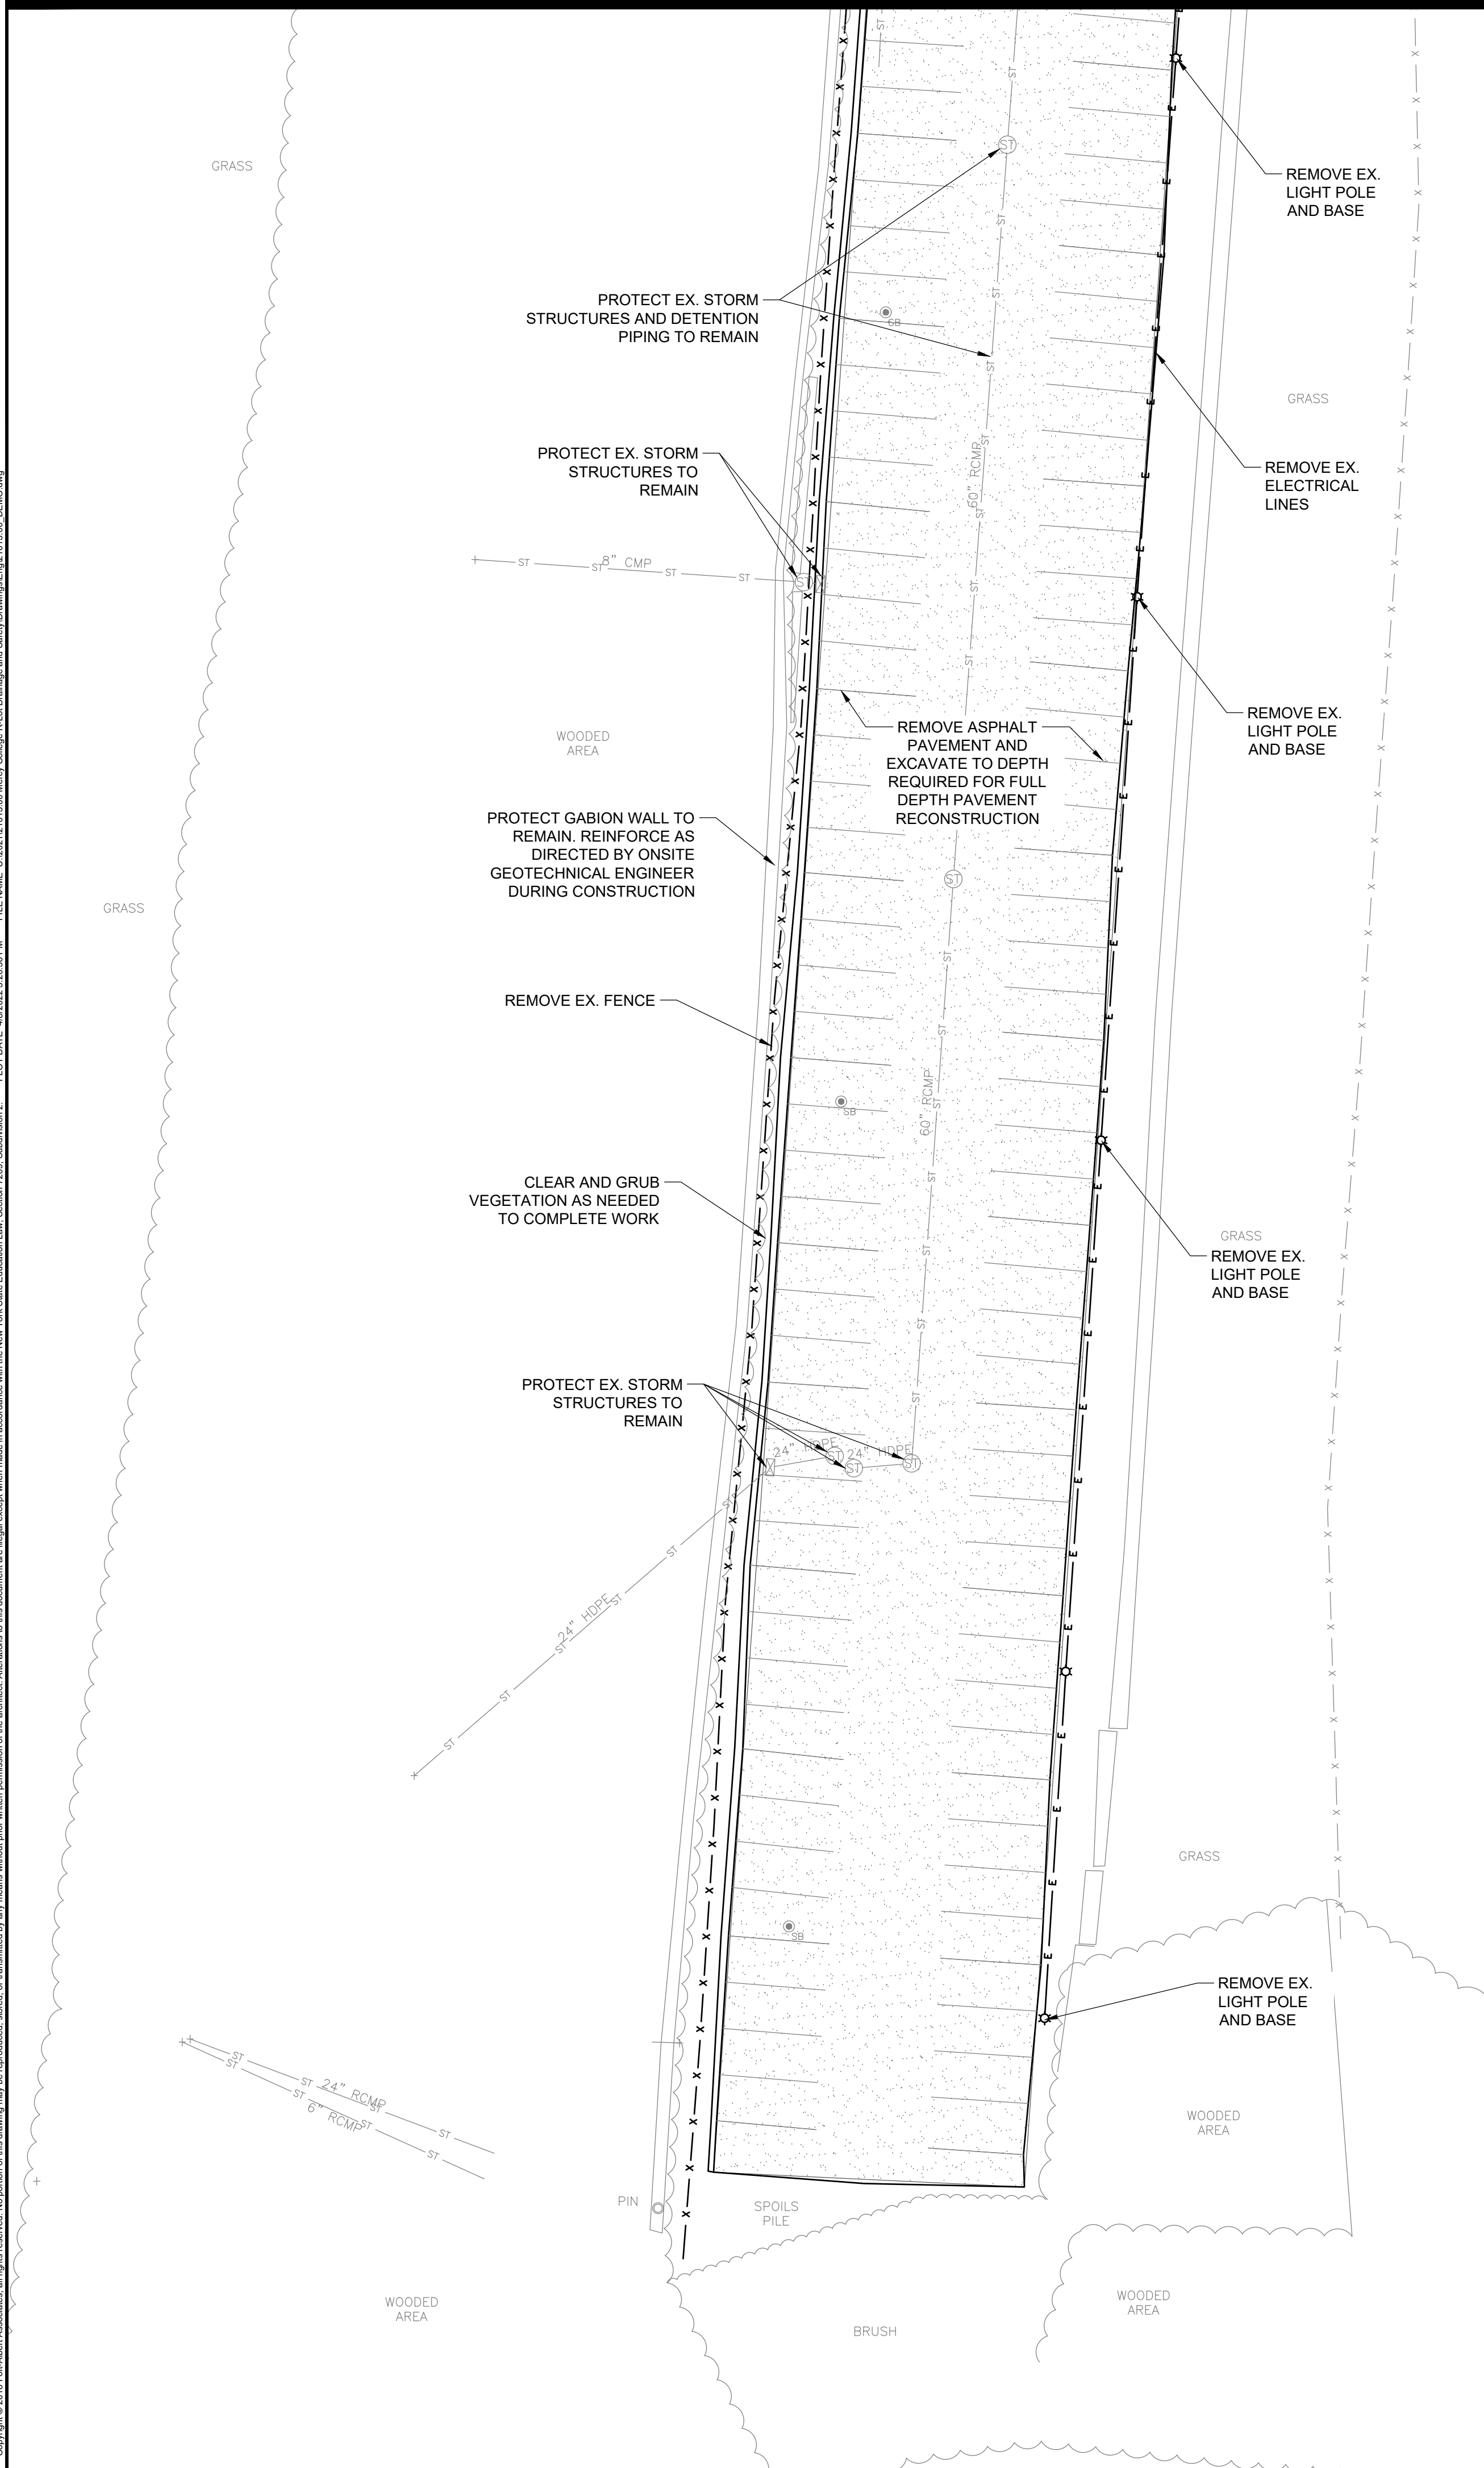 GRASS
REMOVE EX.
LIGHT POLE
AND BASE
PROTECT EX. STORM
STRUCTURES AND DETENTION
PIPING TO REMAIN
GRASS
PROTECT EX. STORM
STRUCTURES TO
REMAIN
REMOVE EX.
ELECTRICAL
LINES
60" RCMP
8" CMP
WOODED
AREA
REMOVE ASPHALT
PAVEMENT AND
EXCAVATE TO DEPTH
REQUIRED FOR FULL
DEPTH PAVEMENT
RECONSTRUCTION
REMOVE EX.
LIGHT POLE
AND BASE
PROTECT GABION WALL TO
REMAIN. REINFORCE AS
DIRECTED BY ONSITE
GEOTECHNICAL ENGINEER
DURING CONSTRUCTION
GRASS
REMOVE EX. FENCE
60" RCMP
SB
CLEAR AND GRUB
VEGETATION AS NEEDED
TO COMPLETE WORK
GRASS
REMOVE EX.
LIGHT POLE
AND BASE
PROTECT EX. STORM
STRUCTURES TO
REMAIN
24" HDPE
24" HDPE
24" HDPE
GRASS
SB
REMOVE EX.
LIGHT POLE
AND BASE
24" RCMP
6" RCMP
WOODED
AREA
PIN
SPOILS
PILE
WOODED
AREA
WOODED
AREA
BRUSH